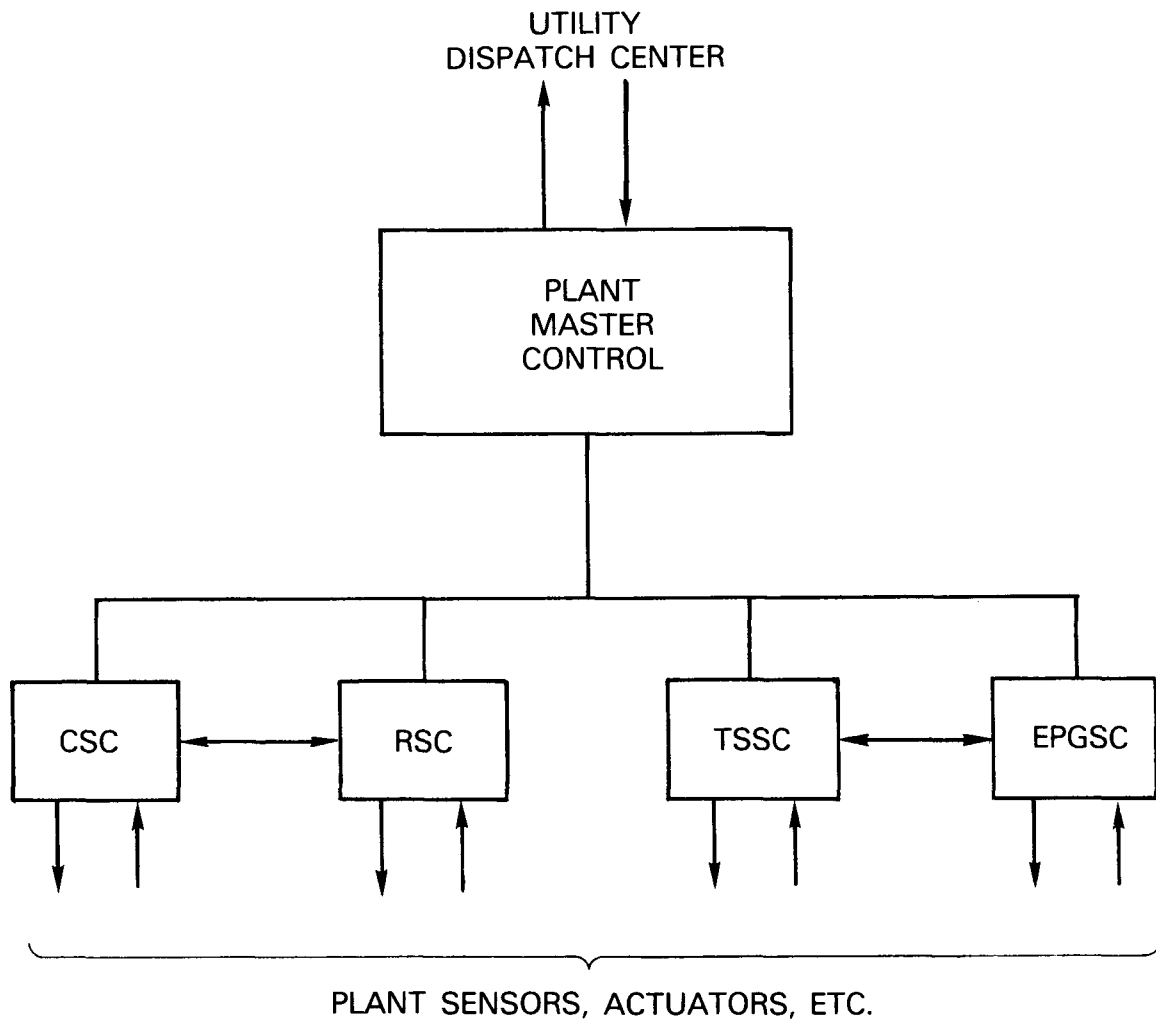 UTILITY
DISPATCH CENTER
PLANT
MASTER
CONTROL
CSC
RSC
TSSC
EPGSC
PLANT SENSORS, ACTUATORS, ETC.